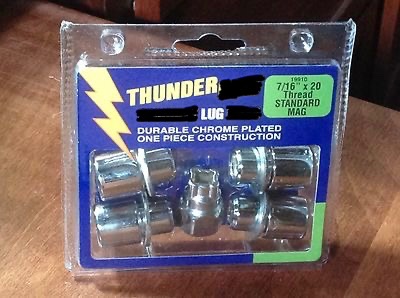 THUNDER
LUG
DURABLE CHROME PLATED
ONE PIECE CONSTRUCTION
19910
7/16" x 20
Thread
STANDARD
MAG